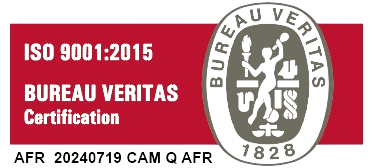 ISO 9001:2015
BUREAU VERITAS
Certification
BUREAU VERITAS
1828
AFR 20240719 CAM Q AFR